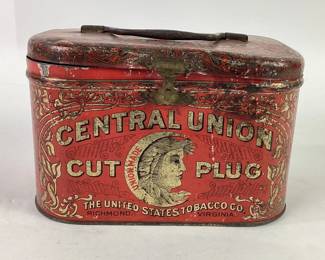 CENTRAL UNION
UNION MADE
CUT PLUG
THE UNITED STATES TOBACCO CO.
RICHMOND VIRGINIA